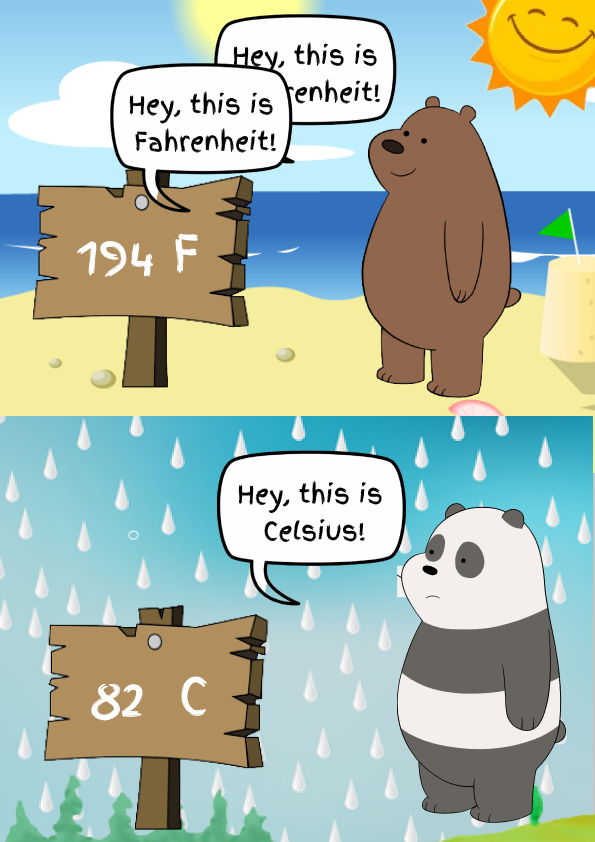 Hey, this is
renheit!
Hey, this is
Fahrenheit!
194 F
Hey, this is
Celsius!
82 C